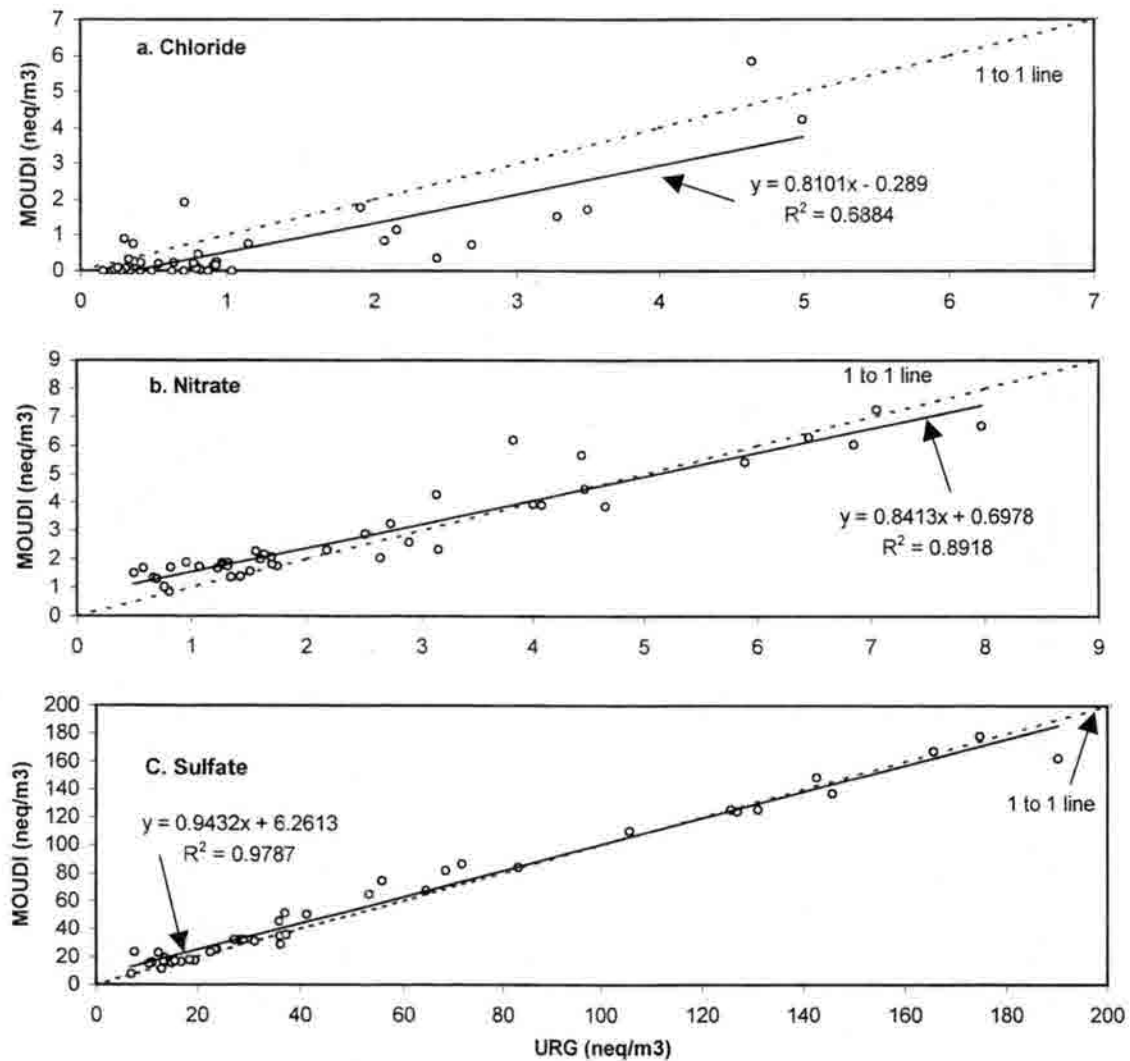 7
6
5
4
3
2
1
0
MOUDI (neq/m3)
a. Chloride
1 to 1 line
y = 0.8101x - 0.289
R² = 0.6884
0 1 2 3 4 5 6 7
9
8
7
6
5
4
3
2
1
0
MOUDI (neq/m3)
b. Nitrate
1 to 1 line
y = 0.8413x + 0.6978
R² = 0.8918
0 1 2 3 4 5 6 7 8 9
200
180
160
140
120
100
80
60
40
20
0
MOUDI (neq/m3)
C. Sulfate
1 to 1 line
y = 0.9432x + 6.2613
R² = 0.9787
0 20 40 60 80 100 120 140 160 180 200
URG (neq/m3)